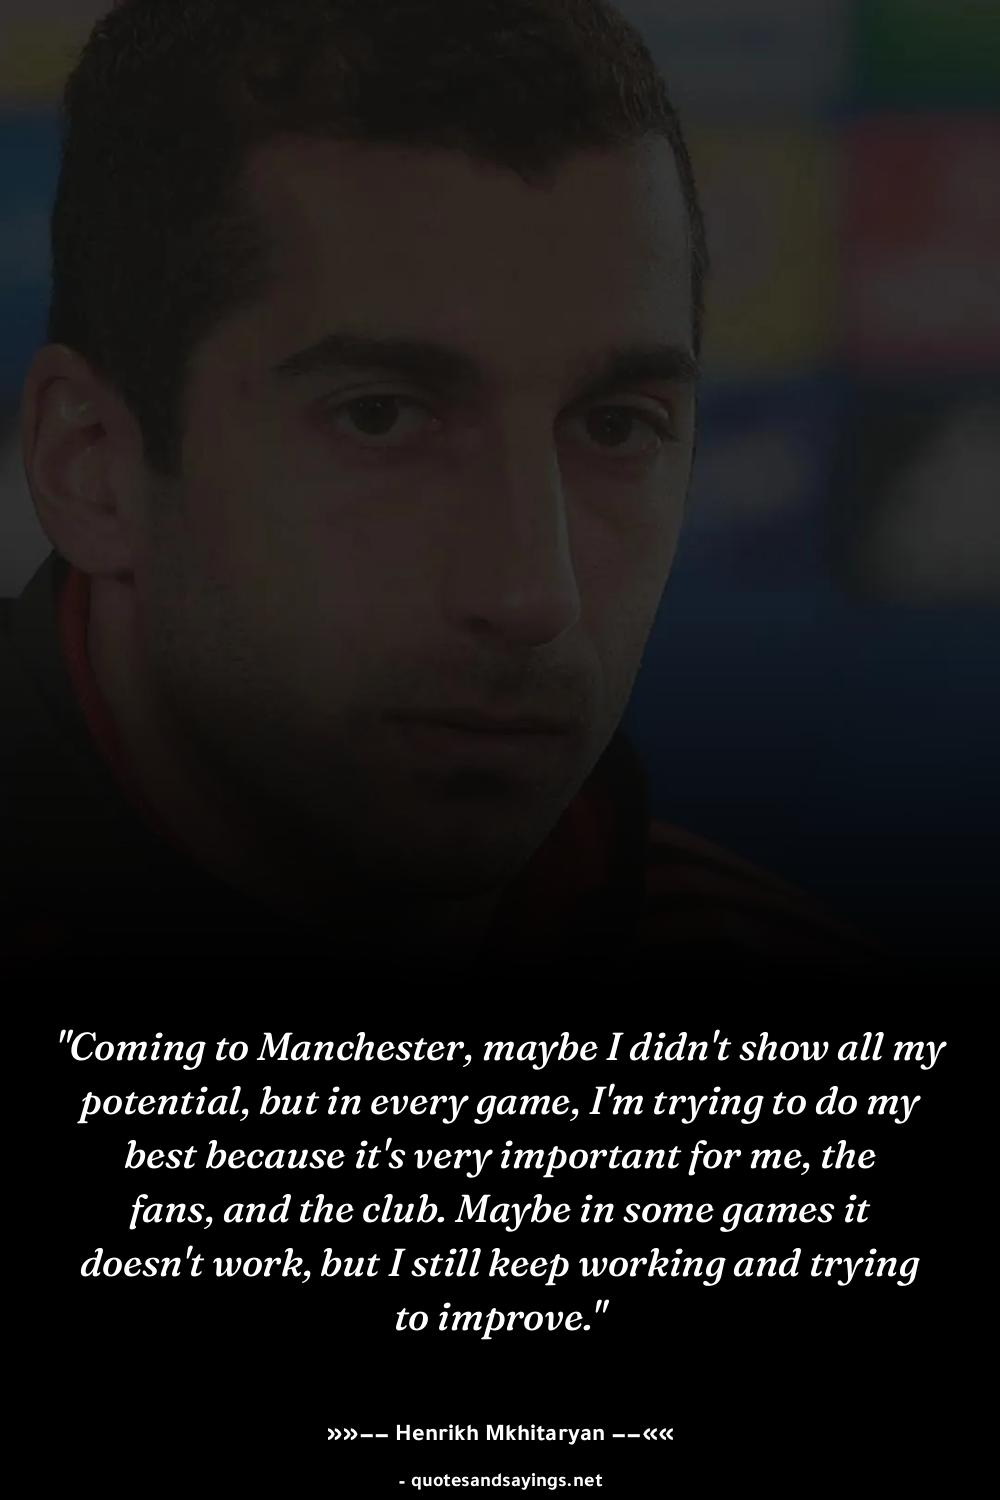 "Coming to Manchester, maybe I didn't show all my
potential, but in every game, I'm trying to do my
best because it's very important for me, the
fans, and the club. Maybe in some games it
doesn't work, but I still keep working and trying
to improve."
»»–– Henrikh Mkhitaryan ––««
- quotesandsayings.net